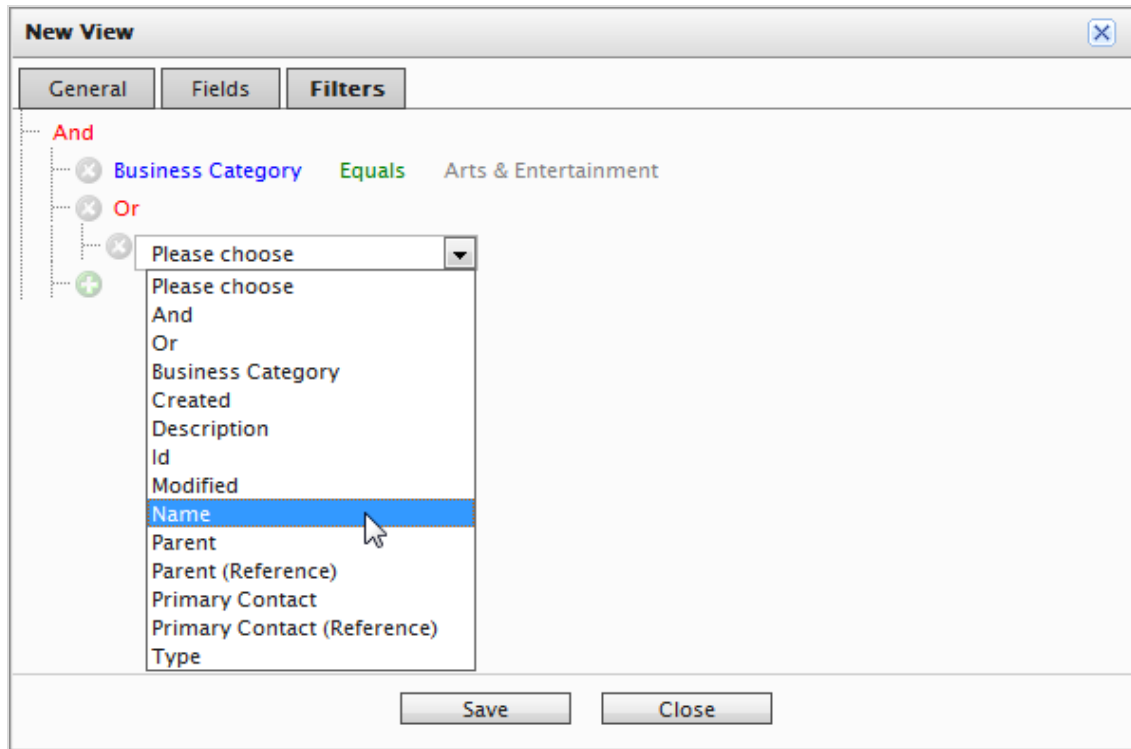 New View
General Fields Filters
And
Business Category Equals Arts & Entertainment
Or
Please choose
Please choose
And
Or
Business Category
Created
Description
Id
Modified
Name
Parent
Parent (Reference)
Primary Contact
Primary Contact (Reference)
Type
Save Close